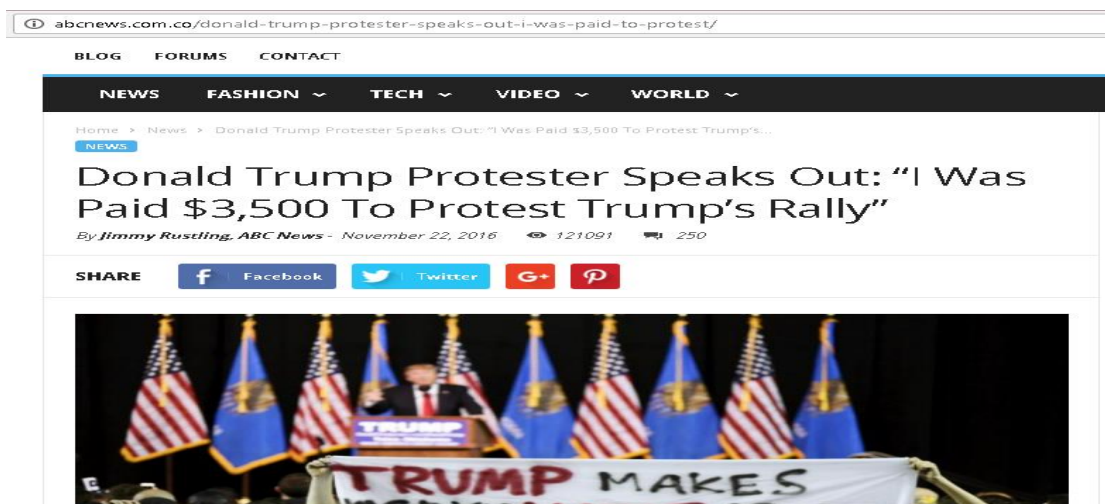 abcnews.com.co/donald-trump-protester-speaks-out-i-was-paid-to-protest/
BLOG FORUMS CONTACT
NEWS FASHION TECH VIDEO WORLD
Home > News > Donald Trump Protester Speaks Out: "I Was Paid $3,500 To Protest Trump's...
NEWS
Donald Trump Protester Speaks Out: “I Was
Paid $3,500 To Protest Trump’s Rally”
By Jimmy Rustling, ABC News - November 22, 2016 121091 250
SHARE f Facebook Twitter G+
TRUMP
TRUMP MAKES